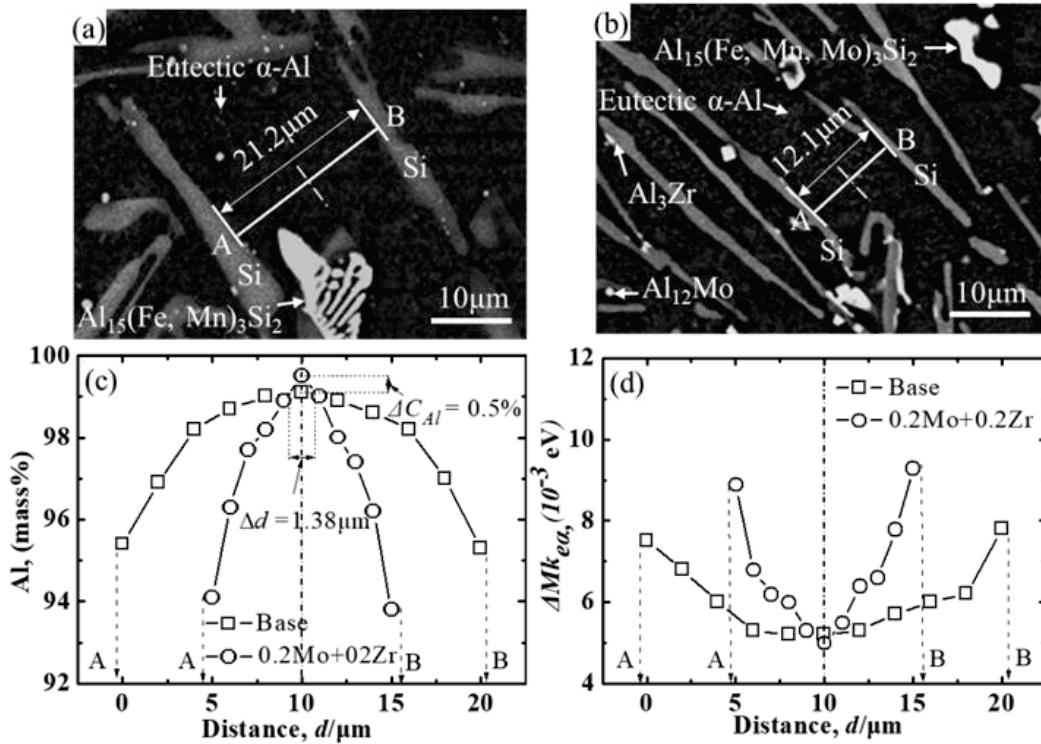 (a)
Eutectic α-Al
21.2μm
B
Si
A
Si
Al15(Fe, Mn)3Si2
10μm
(b)
Al15(Fe, Mn, Mo)3Si2
Eutectic α-Al
B
12.1μm
Si
Al3Zr
A
Si
Al12Mo
10μm
(c)
100
98
96
94
92
Al, (mass%)
ΔCAl = 0.5%
Δd =1.38μm
Base
0.2Mo+02Zr
A
A
B
B
0
5
10
15
20
Distance, d/μm
(d)
12
10
8
6
4
ΔMkeα, (10-3 eV)
Base
0.2Mo+0.2Zr
A
A
B
B
0
5
10
15
20
Distance, d/μm